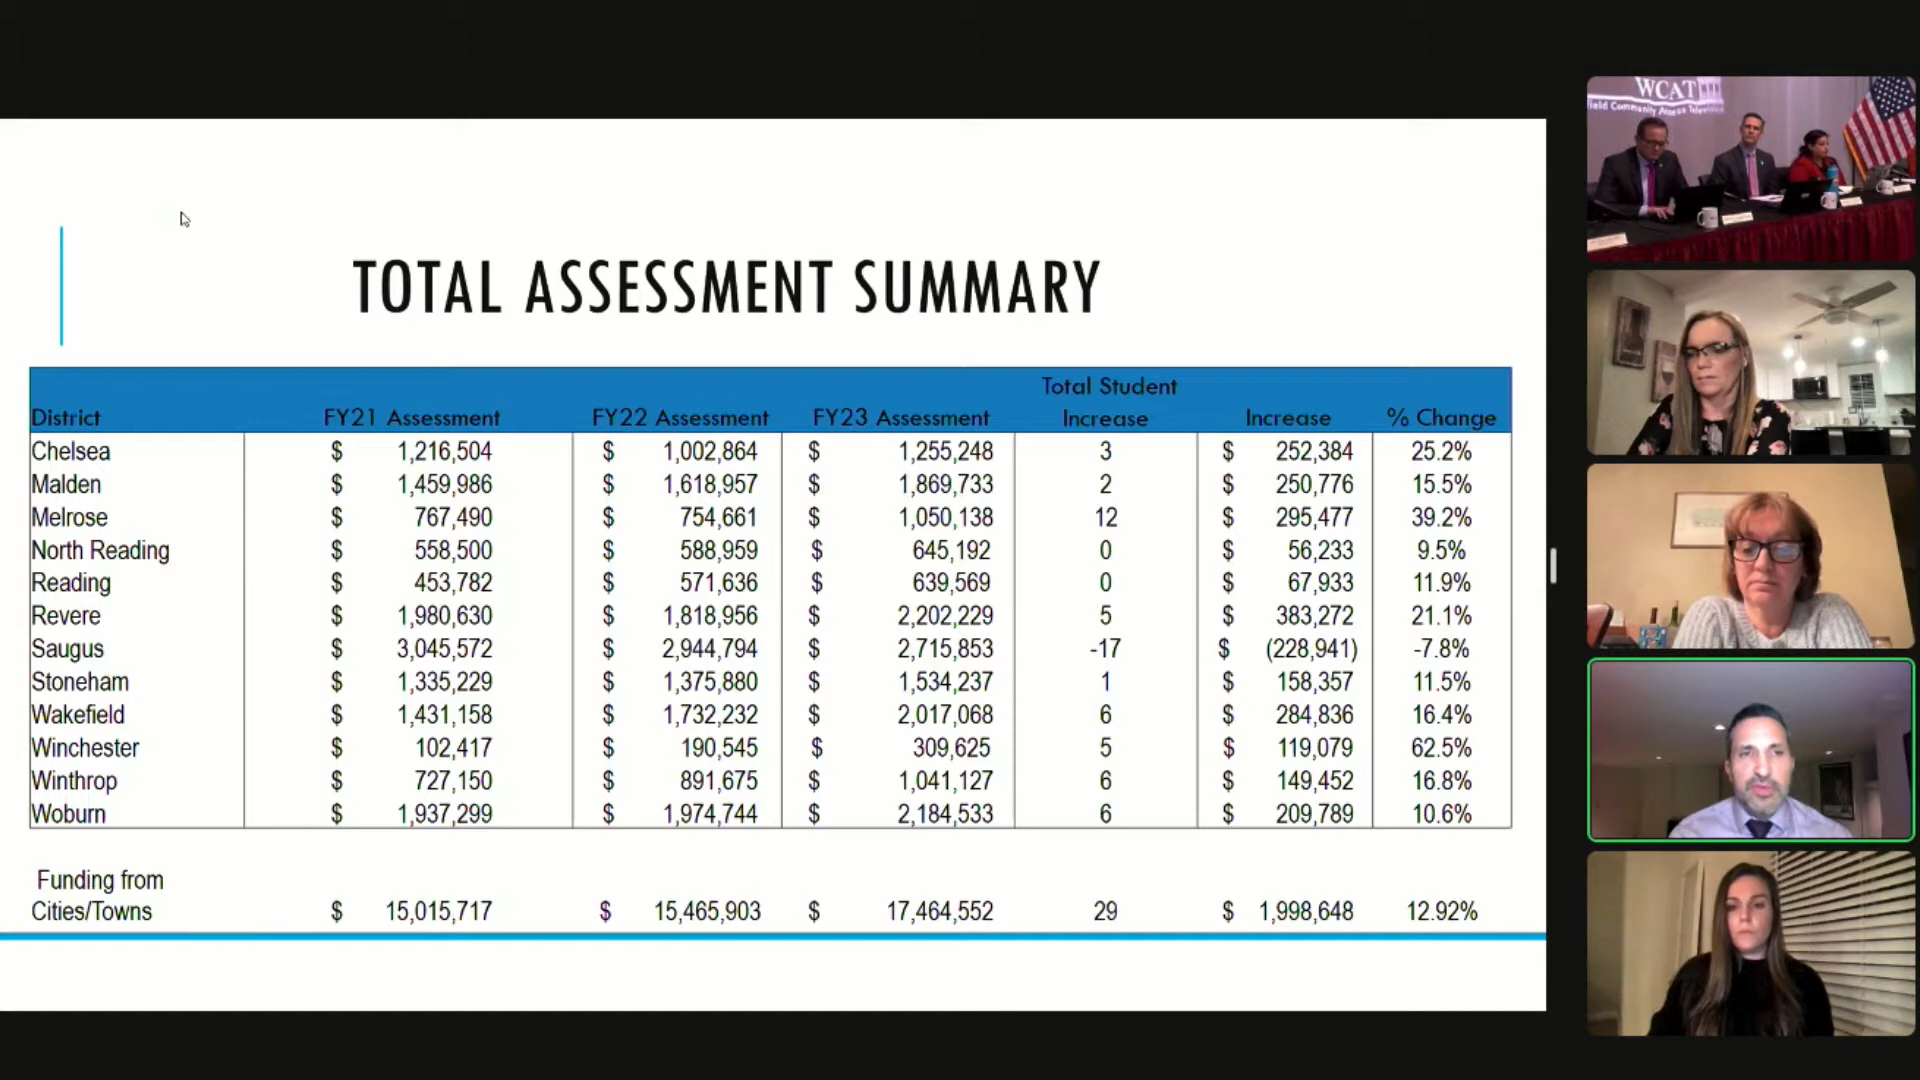 WCAT
field Community Access Television
TOTAL ASSESSMENT SUMMARY
Total Student
District FY21 Assessment FY22 Assessment FY23 Assessment Increase Increase % Change
Chelsea $ 1,216,504 $ 1,002,864 $ 1,255,248 3 $ 252,384 25.2%
Malden $ 1,459,986 $ 1,618,957 $ 1,869,733 2 $ 250,776 15.5%
Melrose $ 767,490 $ 754,661 $ 1,050,138 12 $ 295,477 39.2%
North Reading $ 558,500 $ 588,959 $ 645,192 0 $ 56,233 9.5%
Reading $ 453,782 $ 571,636 $ 639,569 0 $ 67,933 11.9%
Revere $ 1,980,630 $ 1,818,956 $ 2,202,229 5 $ 383,272 21.1%
Saugus $ 3,045,572 $ 2,944,794 $ 2,715,853 -17 $ (228,941) -7.8%
Stoneham $ 1,335,229 $ 1,375,880 $ 1,534,237 1 $ 158,357 11.5%
Wakefield $ 1,431,158 $ 1,732,232 $ 2,017,068 6 $ 284,836 16.4%
Winchester $ 102,417 $ 190,545 $ 309,625 5 $ 119,079 62.5%
Winthrop $ 727,150 $ 891,675 $ 1,041,127 6 $ 149,452 16.8%
Woburn $ 1,937,299 $ 1,974,744 $ 2,184,533 6 $ 209,789 10.6%
Funding from
Cities/Towns $ 15,015,717 $ 15,465,903 $ 17,464,552 29 $ 1,998,648 12.92%